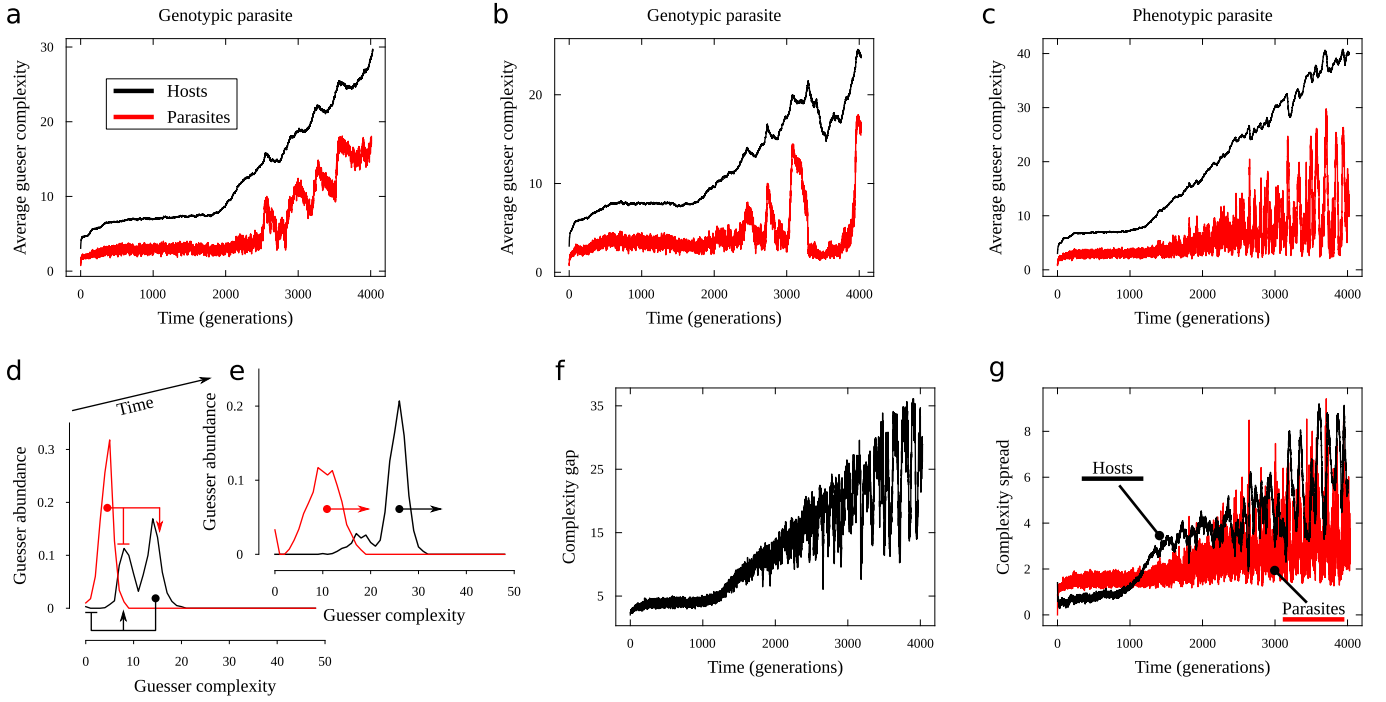 a
Genotypic parasite
Average gueser complexity
30
20
10
0
Hosts
Parasites
0 1000 2000 3000 4000
Time (generations)
b
Genotypic parasite
Average guesser complexity
20
10
0
0 1000 2000 3000 4000
Time (generations)
c
Phenotypic parasite
Average guesser complexity
40
30
20
10
0
0 1000 2000 3000 4000
Time (generations)
d
Time
Guesser abundance
0.3
0.2
0.1
0
0 10 20 30 40 50
Guesser complexity
e
Guesser abundance
0.2
0.1
0
0 10 20 30 40 50
Guesser complexity
f
Complexity gap
35
25
15
5
0 1000 2000 3000 4000
Time (generations)
g
Complexity spread
8
6
4
2
0
Hosts
Parasites
0 1000 2000 3000 4000
Time (generations)